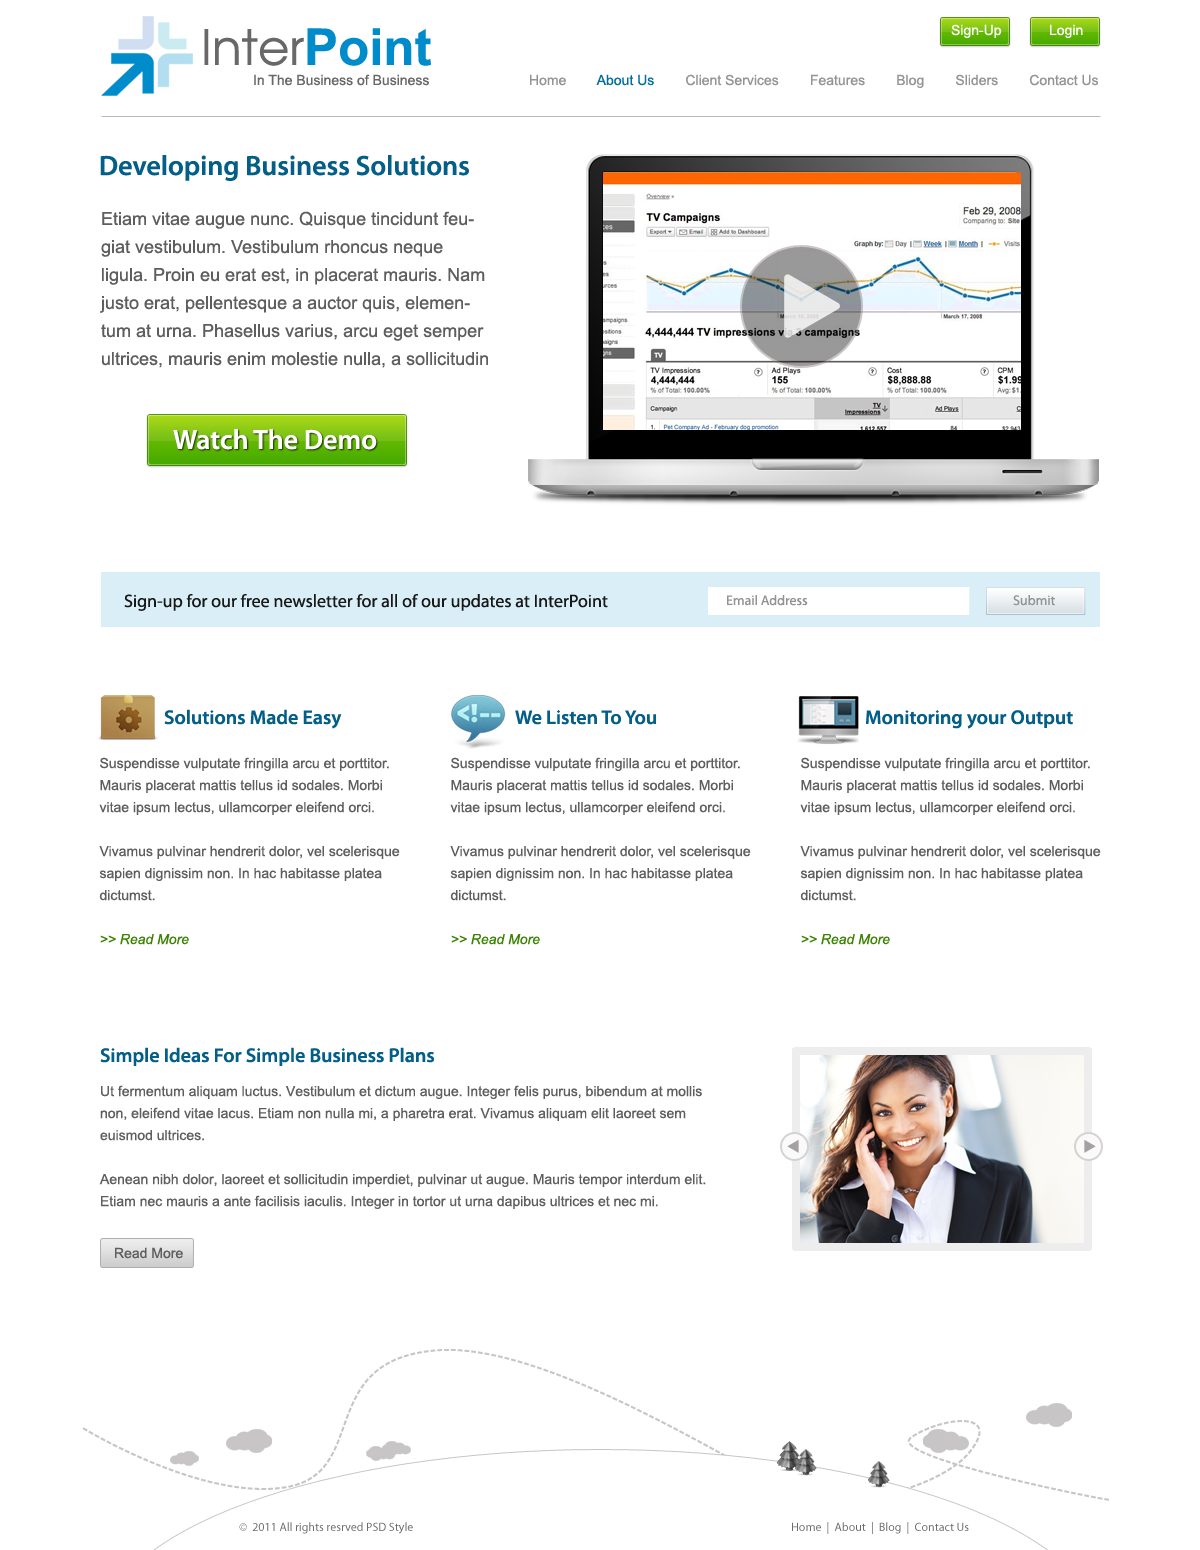 InterPoint
In The Business of Business
Sign-Up
Login
Home
About Us
Client Services
Features
Blog
Sliders
Contact Us
Developing Business Solutions
Etiam vitae augue nunc. Quisque tincidunt feu-
giat vestibulum. Vestibulum rhoncus neque
ligula. Proin eu erat est, in placerat mauris. Nam
justo erat, pellentesque a auctor quis, elemen-
tum at urna. Phasellus varius, arcu eget semper
ultrices, mauris enim molestie nulla, a sollicitudin
Watch The Demo
Overview
TV Campaigns
Feb 29, 2008
Comparing to: Site
Export
Email
Add to Dashboard
Graph by: Day | Week | Month | Visits
March 10, 2008
March 17, 2008
4,444,444 TV impressions via 3 campaigns
TV
TV Impressions
4,444,444
% of Total: 100.00%
Ad Plays
155
% of Total: 100.00%
Cost
$8,888.88
% of Total: 100.00%
CPM
$1.99
Avg: $1.
Campaign
TV Impressions
Ad Plays
C
1. Pet Company Ad - February dog promotion
1,612,557
84
$2,943
Sign-up for our free newsletter for all of our updates at InterPoint
Email Address
Submit
Solutions Made Easy
Suspendisse vulputate fringilla arcu et porttitor.
Mauris placerat mattis tellus id sodales. Morbi
vitae ipsum lectus, ullamcorper eleifend orci.
Vivamus pulvinar hendrerit dolor, vel scelerisque
sapien dignissim non. In hac habitasse platea
dictumst.
>> Read More
<!--
We Listen To You
Suspendisse vulputate fringilla arcu et porttitor.
Mauris placerat mattis tellus id sodales. Morbi
vitae ipsum lectus, ullamcorper eleifend orci.
Vivamus pulvinar hendrerit dolor, vel scelerisque
sapien dignissim non. In hac habitasse platea
dictumst.
>> Read More
Monitoring your Output
Suspendisse vulputate fringilla arcu et porttitor.
Mauris placerat mattis tellus id sodales. Morbi
vitae ipsum lectus, ullamcorper eleifend orci.
Vivamus pulvinar hendrerit dolor, vel scelerisque
sapien dignissim non. In hac habitasse platea
dictumst.
>> Read More
Simple Ideas For Simple Business Plans
Ut fermentum aliquam luctus. Vestibulum et dictum augue. Integer felis purus, bibendum at mollis
non, eleifend vitae lacus. Etiam non nulla mi, a pharetra erat. Vivamus aliquam elit laoreet sem
euismod ultrices.
Aenean nibh dolor, laoreet et sollicitudin imperdiet, pulvinar ut augue. Mauris tempor interdum elit.
Etiam nec mauris a ante facilisis iaculis. Integer in tortor ut urna dapibus ultrices et nec mi.
Read More
© 2011 All rights resrved PSD Style
Home | About | Blog | Contact Us